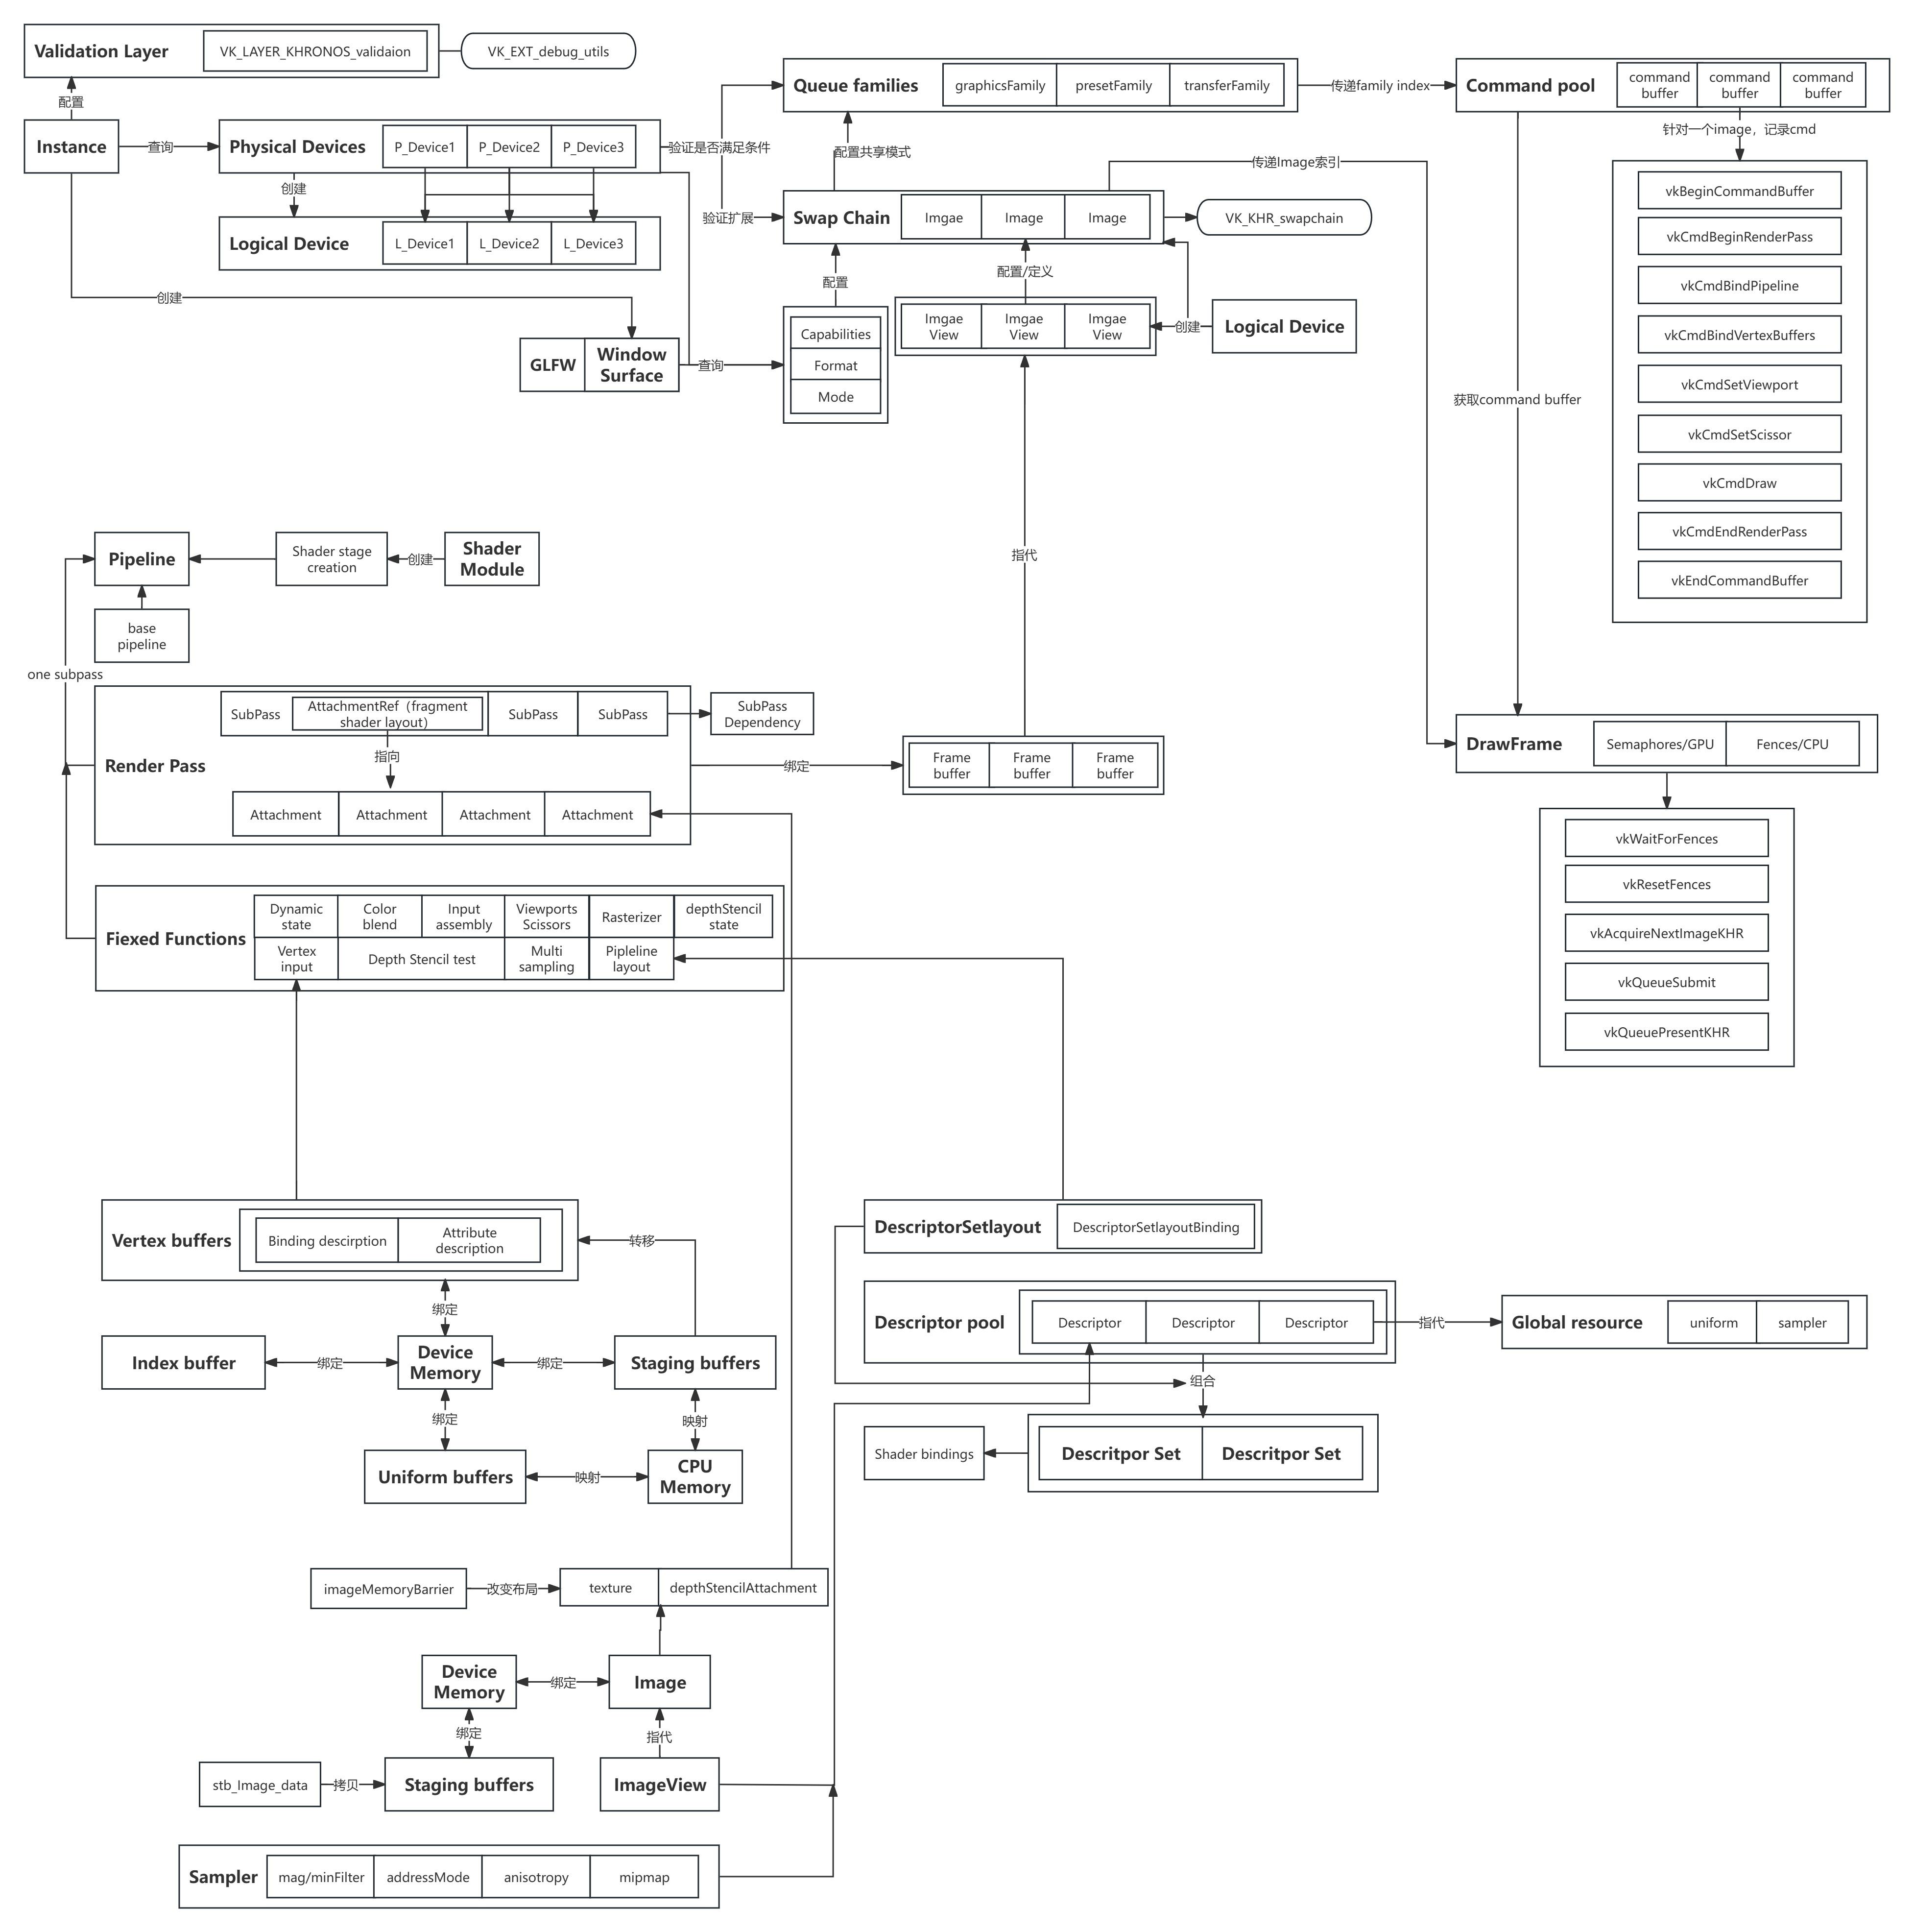 Validation Layer
VK_LAYER_KHRONOS_validaion
VK_EXT_debug_utils
配置
Instance
查询
Physical Devices
P_Device1
P_Device2
P_Device3
验证是否满足条件
创建
Logical Device
L_Device1
L_Device2
L_Device3
验证扩展
创建
GLFW
Window
Surface
查询
Queue families
graphicsFamily
presetFamily
transferFamily
传递family index
配置共享模式
Swap Chain
Imgae
Image
Image
VK_KHR_swapchain
传递Image索引
配置
配置/定义
Capabilities
Format
Mode
Imgae
View
Imgae
View
Imgae
View
创建
Logical Device
Command pool
command
buffer
command
buffer
command
buffer
针对一个image，记录cmd
vkBeginCommandBuffer
vkCmdBeginRenderPass
vkCmdBindPipeline
vkCmdBindVertexBuffers
vkCmdSetViewport
vkCmdSetScissor
vkCmdDraw
vkCmdEndRenderPass
vkEndCommandBuffer
获取command buffer
指代
Pipeline
Shader stage
creation
创建
Shader
Module
base
pipeline
one subpass
Render Pass
SubPass
AttachmentRef（fragment
shader layout）
SubPass
SubPass
SubPass
Dependency
指向
Attachment
Attachment
Attachment
Attachment
绑定
Frame
buffer
Frame
buffer
Frame
buffer
DrawFrame
Semaphores/GPU
Fences/CPU
vkWaitForFences
vkResetFences
vkAcquireNextImageKHR
vkQueueSubmit
vkQueuePresentKHR
Fiexed Functions
Dynamic
state
Color
blend
Input
assembly
Viewports
Scissors
Rasterizer
depthStencil
state
Vertex
input
Depth Stencil test
Multi
sampling
Pipleline
layout
Vertex buffers
Binding descirption
Attribute
description
转移
绑定
Index buffer
绑定
Device
Memory
绑定
Staging buffers
绑定
映射
Uniform buffers
映射
CPU
Memory
DescriptorSetlayout
DescriptorSetlayoutBinding
Descriptor pool
Descriptor
Descriptor
Descriptor
指代
Global resource
uniform
sampler
组合
Shader bindings
Descritpor Set
Descritpor Set
imageMemoryBarrier
改变布局
texture
depthStencilAttachment
Device
Memory
绑定
Image
绑定
指代
stb_Image_data
拷贝
Staging buffers
ImageView
Sampler
mag/minFilter
addressMode
anisotropy
mipmap